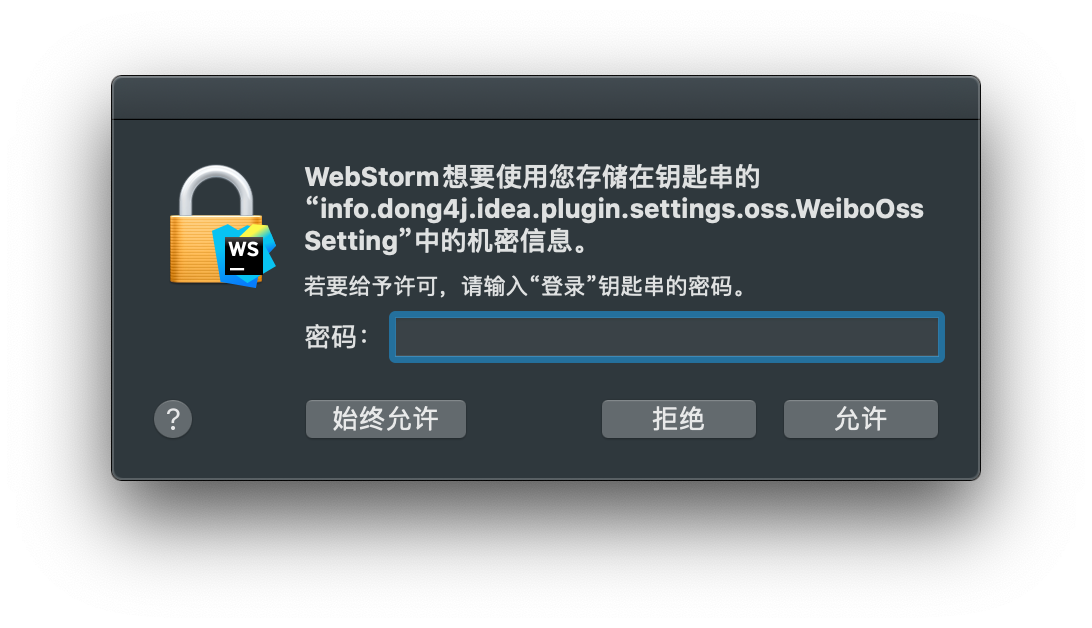 WebStorm想要使用您存储在钥匙串的
“info.dong4j.idea.plugin.settings.oss.WeiboOss
Setting”中的机密信息。
WS
若要给予许可，请输入“登录”钥匙串的密码。
密码：
?
始终允许
拒绝
允许